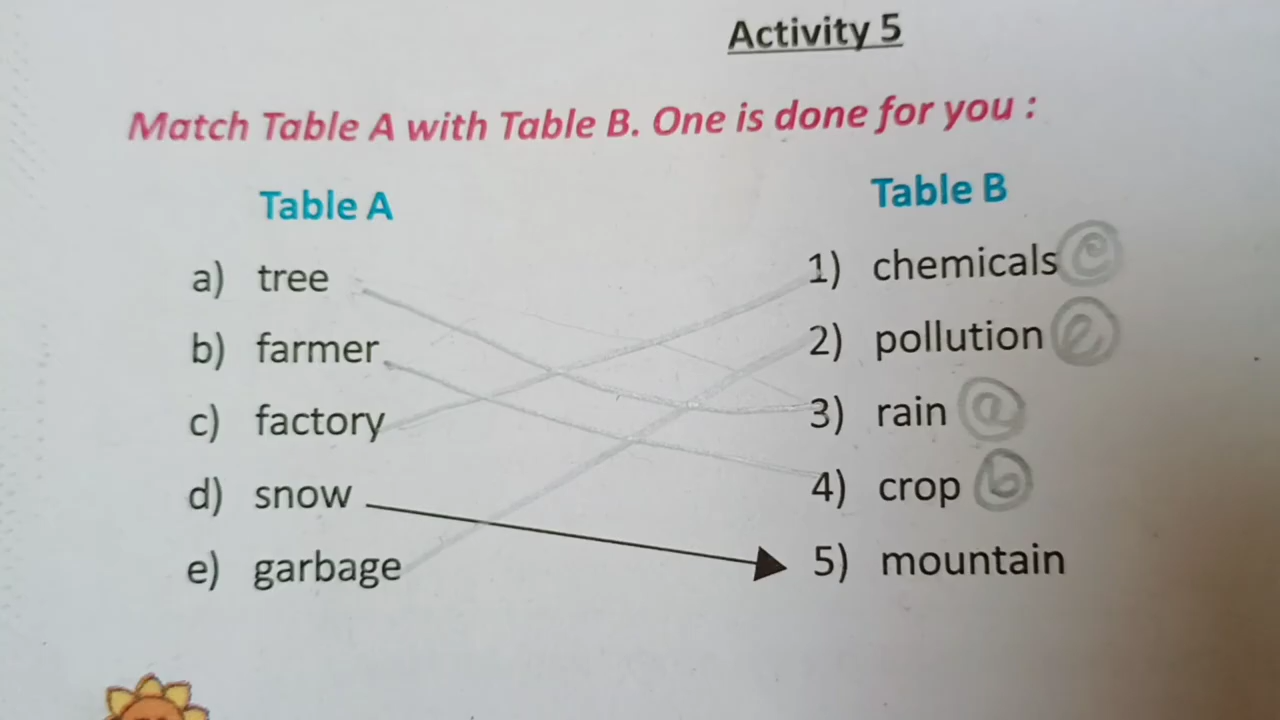 Activity 5
Match Table A with Table B. One is done for you :
Table A Table B
a) tree 1) chemicals c
b) farmer 2) pollution e
c) factory 3) rain a
d) snow 4) crop b
e) garbage 5) mountain